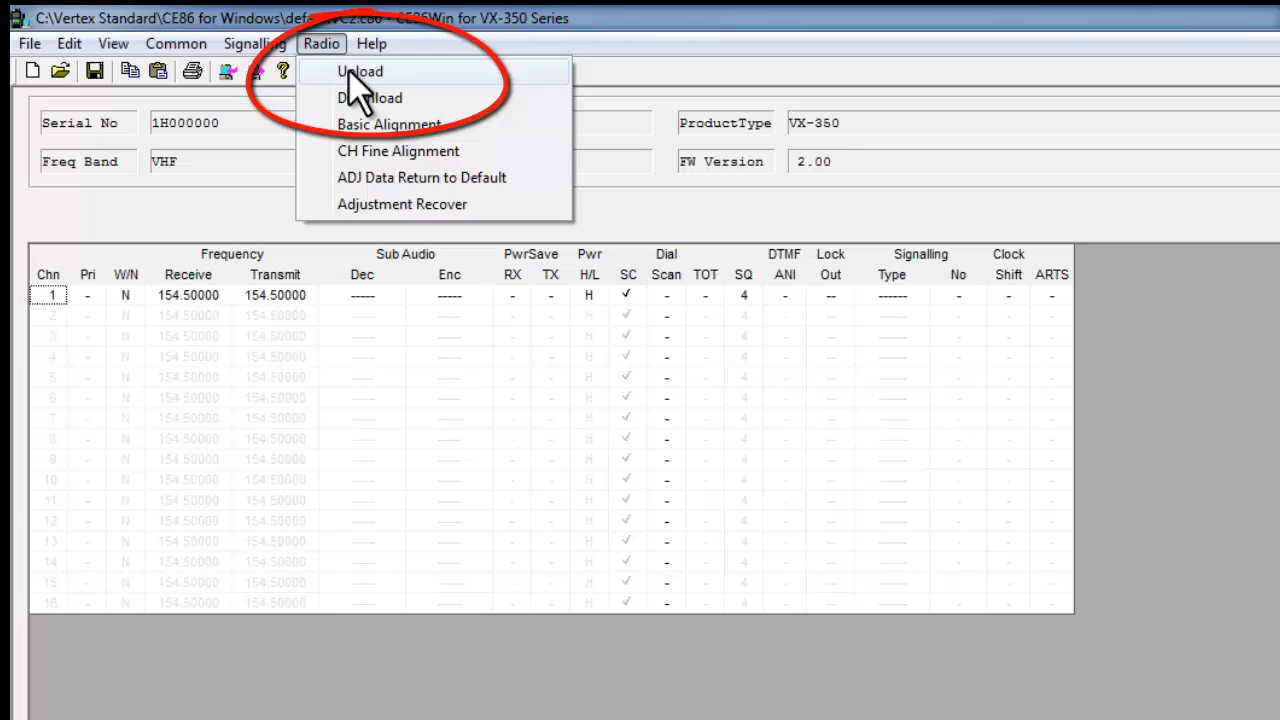 C:\Vertex Standard\CE86 for Windows\def VC2.c86 - CE86Win for VX-350 Series
File Edit View Common Signalling Radio Help
Upload
Download
Basic Alignment
CH Fine Alignment
ADJ Data Return to Default
Adjustment Recover
Serial No 1H000000 ProductType VX-350
Freq Band VHF FW Version 2.00
Frequency Sub Audio PwrSave Pwr Dial DTMF Lock Signalling Clock
Chn Pri W/N Receive Transmit Dec Enc RX TX H/L SC Scan TOT SQ ANI Out Type No Shift ARTS
1 - N 154.50000 154.50000 ----- ----- - - H ✓ - - 4 - -- ------ - - -
2 - N 154.50000 154.50000 ----- ----- - - H ✓ - - 4 - -- ------ - - -
3 - N 154.50000 154.50000 ----- ----- - - H ✓ - - 4 - -- ------ - - -
4 - N 154.50000 154.50000 ----- ----- - - H ✓ - - 4 - -- ------ - - -
5 - N 154.50000 154.50000 ----- ----- - - H ✓ - - 4 - -- ------ - - -
6 - N 154.50000 154.50000 ----- ----- - - H ✓ - - 4 - -- ------ - - -
7 - N 154.50000 154.50000 ----- ----- - - H ✓ - - 4 - -- ------ - - -
8 - N 154.50000 154.50000 ----- ----- - - H ✓ - - 4 - -- ------ - - -
9 - N 154.50000 154.50000 ----- ----- - - H ✓ - - 4 - -- ------ - - -
10 - N 154.50000 154.50000 ----- ----- - - H ✓ - - 4 - -- ------ - - -
11 - N 154.50000 154.50000 ----- ----- - - H ✓ - - 4 - -- ------ - - -
12 - N 154.50000 154.50000 ----- ----- - - H ✓ - - 4 - -- ------ - - -
13 - N 154.50000 154.50000 ----- ----- - - H ✓ - - 4 - -- ------ - - -
14 - N 154.50000 154.50000 ----- ----- - - H ✓ - - 4 - -- ------ - - -
15 - N 154.50000 154.50000 ----- ----- - - H ✓ - - 4 - -- ------ - - -
16 - N 154.50000 154.50000 ----- ----- - - H ✓ - - 4 - -- ------ - - -